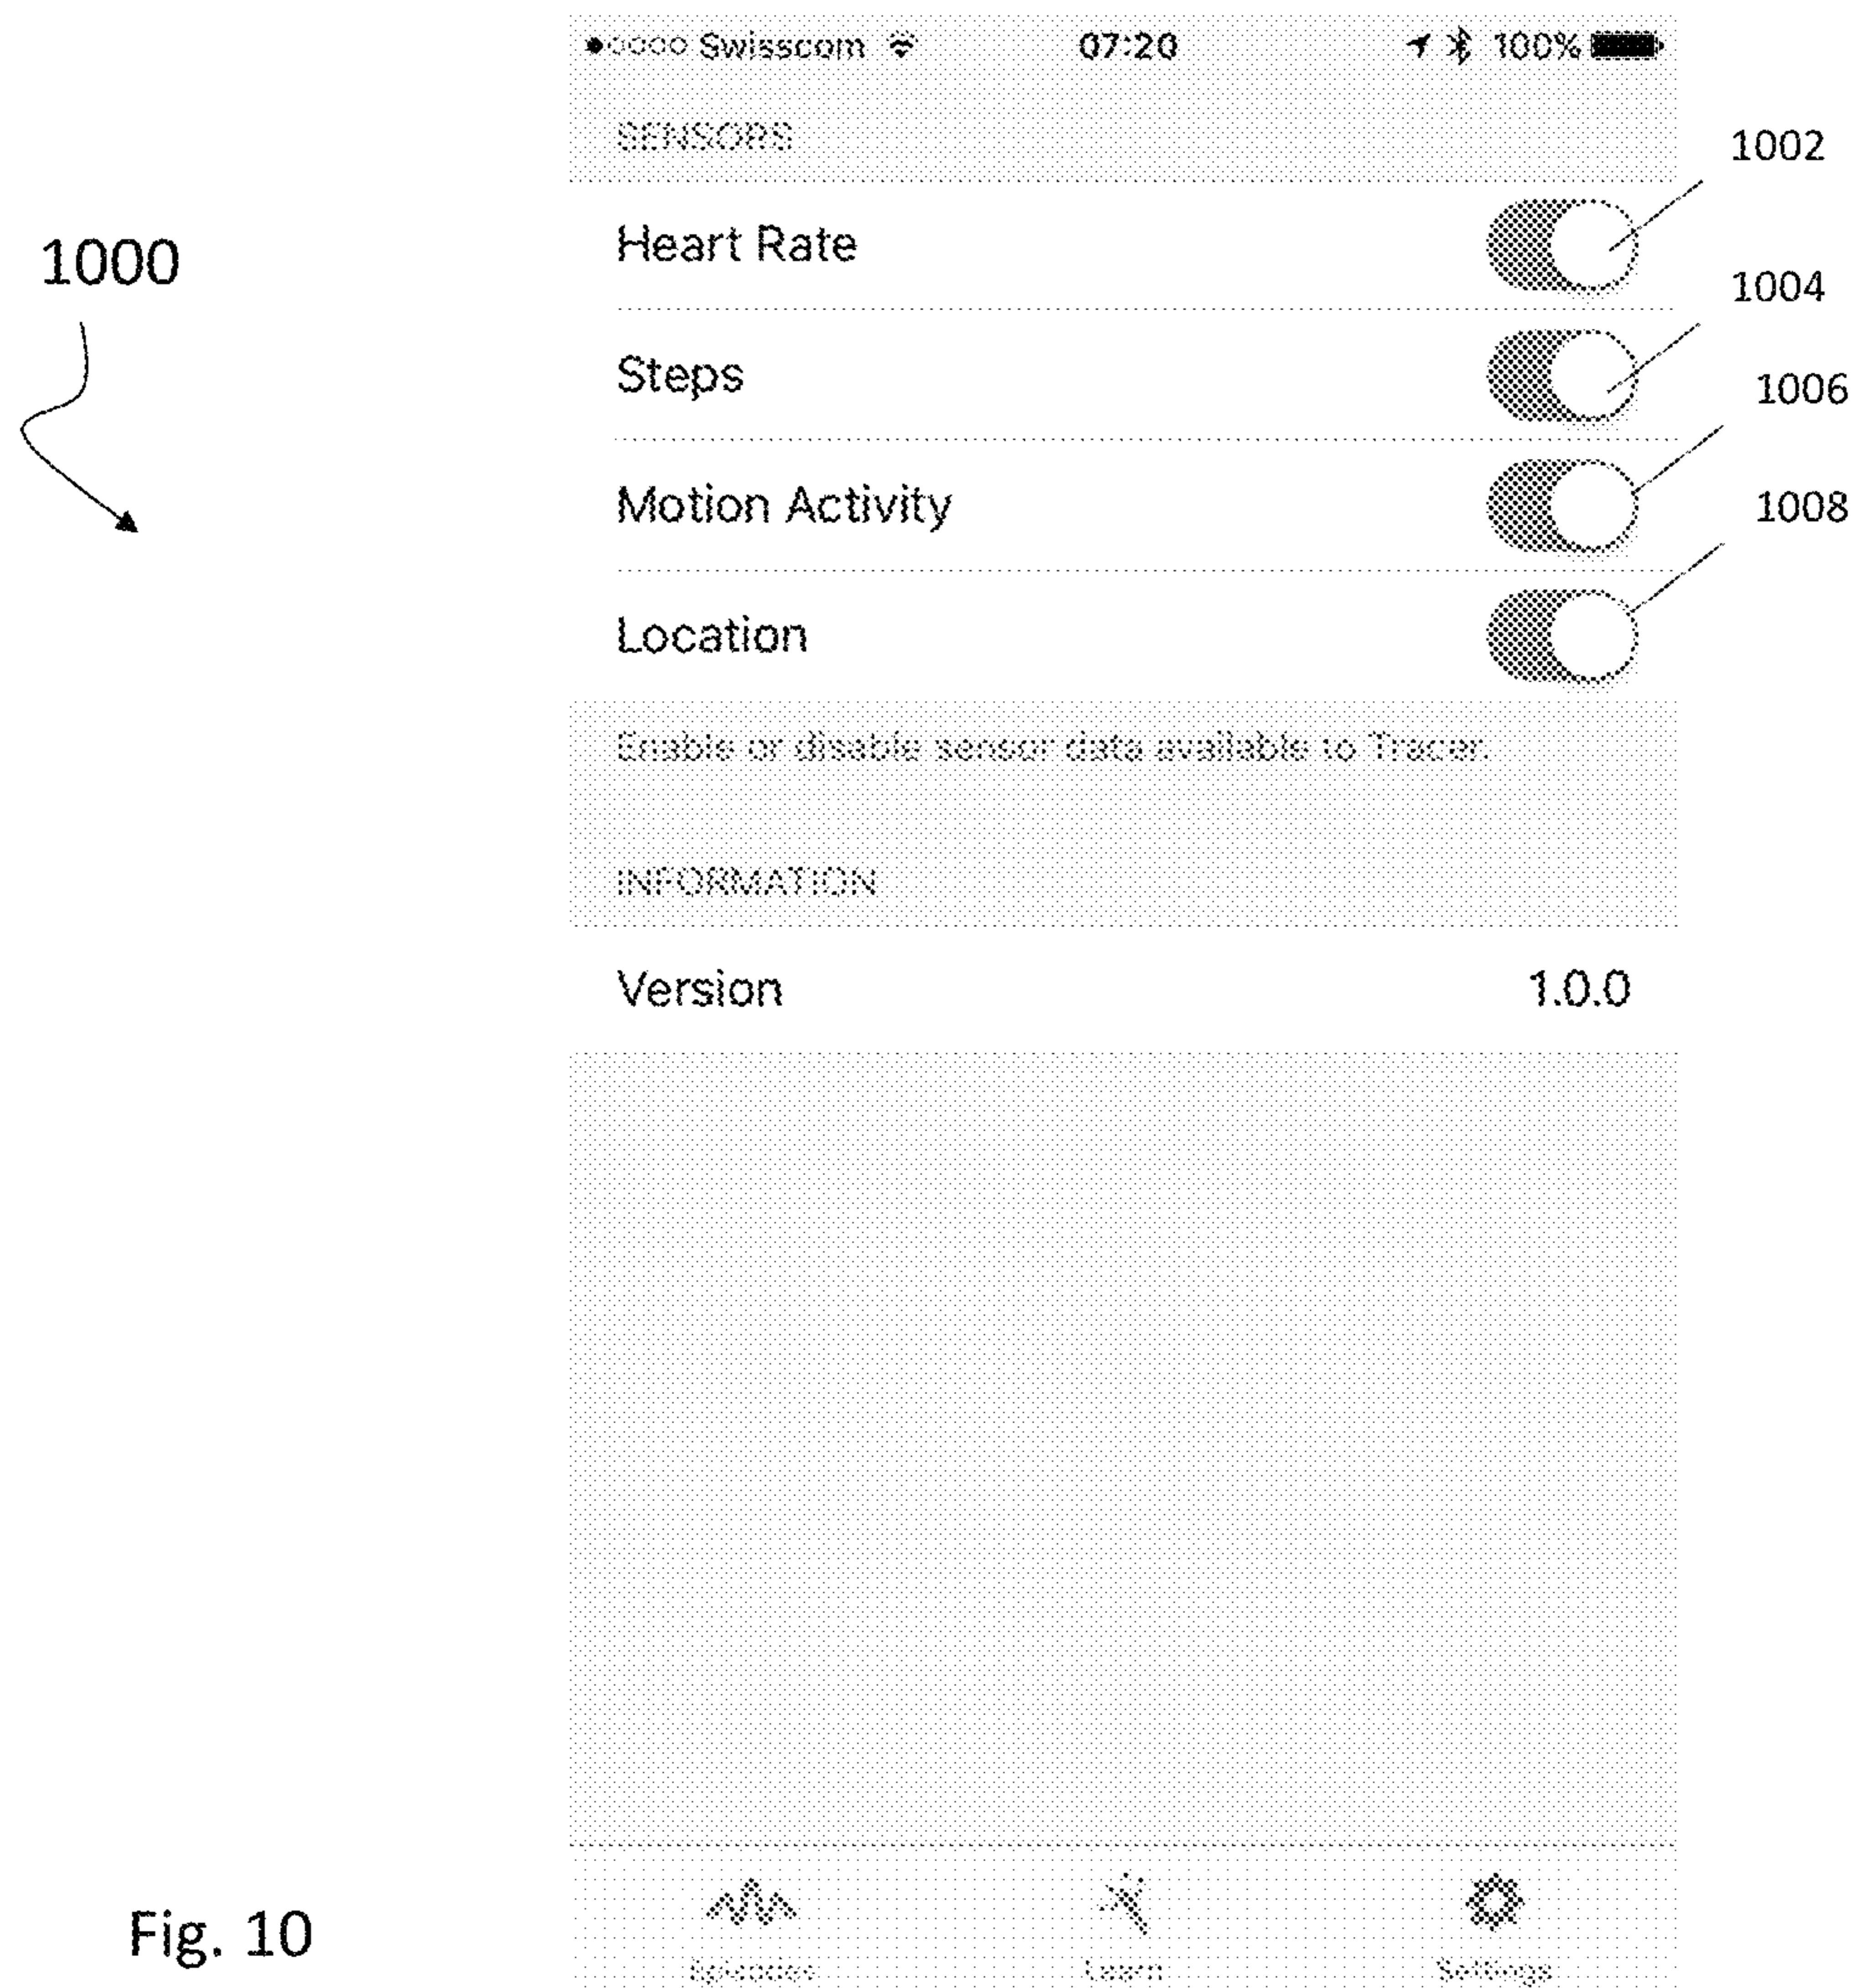 Swisscom 07:20 100%
SENSORS
1002
1000
Heart Rate
1004
Steps
1006
Motion Activity
1008
Location
Enable or disable sensor data available to Tracer.
INFORMATION
Version 1.0.0
Fig. 10
Episodes Learn Settings